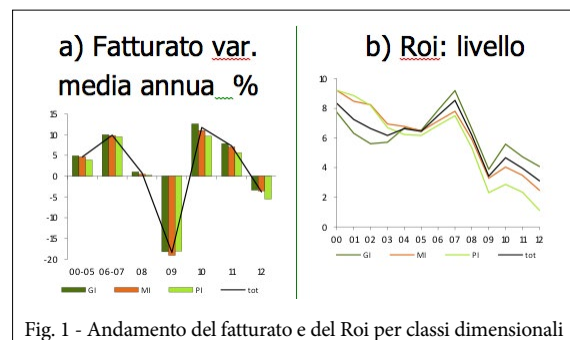 a) Fatturato var.
media annua %
15
10
5
0
-5
-10
-15
-20
00-05 06-07 08 09 10 11 12
GI MI PI tot
b) Roi: livello
10
8
6
4
2
0
00 01 02 03 04 05 06 07 08 09 10 11 12
GI MI PI tot
Fig. 1 - Andamento del fatturato e del Roi per classi dimensionali